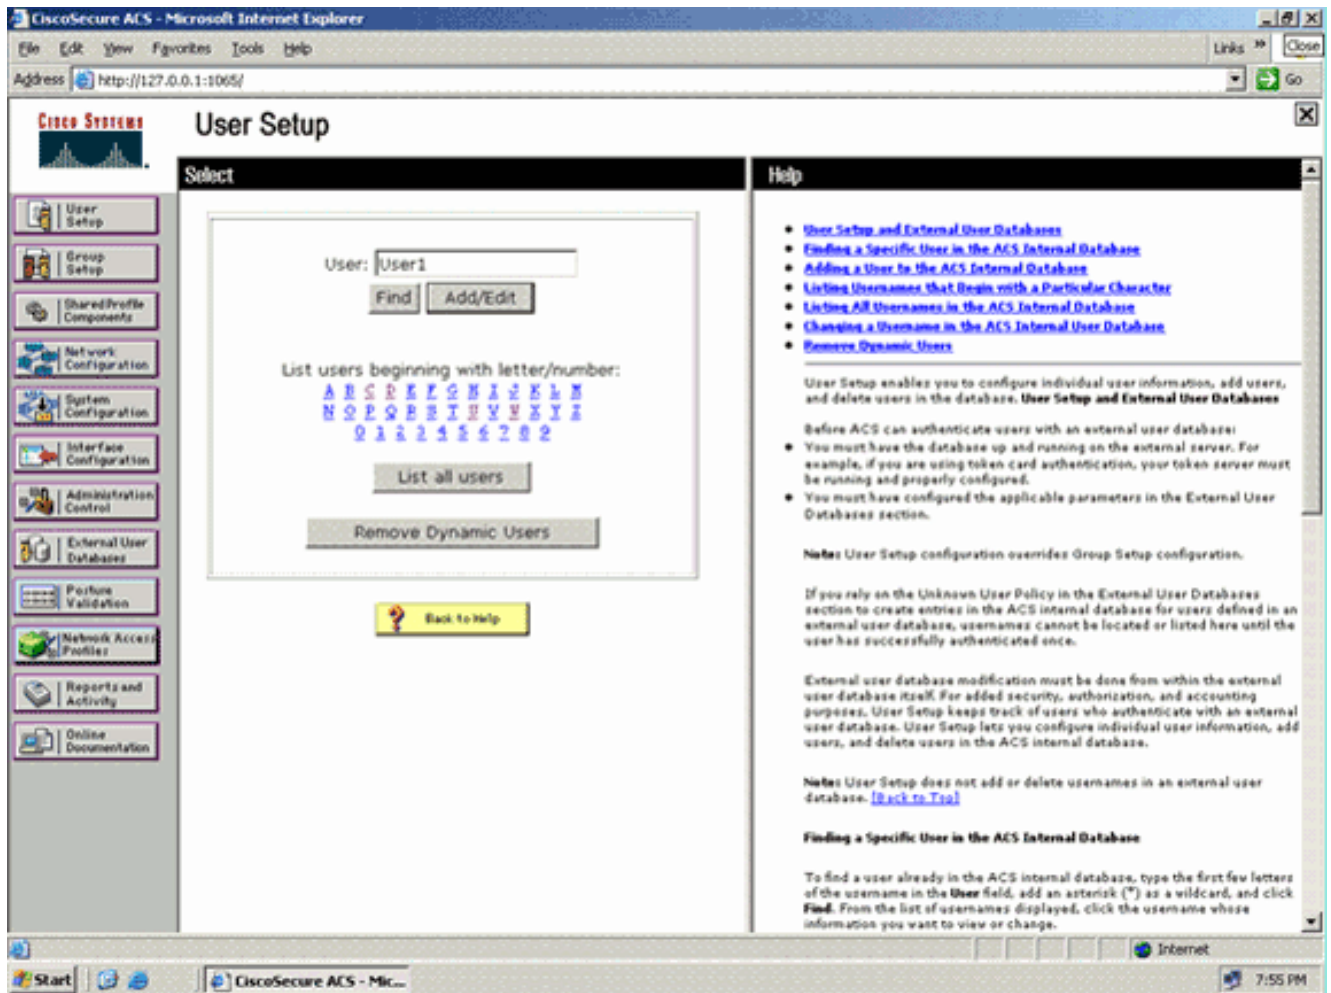 CiscoSecure ACS - Microsoft Internet Explorer
File Edit View Favorites Tools Help
Links »
Close
Address http://127.0.0.1:1065/
Go
CISCO SYSTEMS
User Setup
Select
Help
User Setup
Group Setup
Shared Profile Components
Network Configuration
System Configuration
Interface Configuration
Administration Control
External User Databases
Posture Validation
Network Access Profiles
Reports and Activity
Online Documentation
User: User1
Find Add/Edit
List users beginning with letter/number:
A B C D E F G H I J K L M
N O P Q R S T U V W X Y Z
0 1 2 3 4 5 6 7 8 9
List all users
Remove Dynamic Users
? Back to Help
● User Setup and External User Databases
● Finding a Specific User in the ACS Internal Database
● Adding a User to the ACS Internal Database
● Listing Usernames that Begin with a Particular Character
● Listing All Usernames in the ACS Internal Database
● Changing a Username in the ACS Internal User Database
● Remove Dynamic Users
User Setup enables you to configure individual user information, add users,
and delete users in the database. User Setup and External User Databases
Before ACS can authenticate users with an external user database:
● You must have the database up and running on the external server. For
example, if you are using token card authentication, your token server must
be running and properly configured.
● You must have configured the applicable parameters in the External User
Databases section.
Note: User Setup configuration overrides Group Setup configuration.
If you rely on the Unknown User Policy in the External User Databases
section to create entries in the ACS internal database for users defined in an
external user database, usernames cannot be located or listed here until the
user has successfully authenticated once.
External user database modification must be done from within the external
user database itself. For added security, authorization, and accounting
purposes, User Setup keeps track of users who authenticate with an external
user database. User Setup lets you configure individual user information, add
users, and delete users in the ACS internal database.
Note: User Setup does not add or delete usernames in an external user
database. [Back to Top]
Finding a Specific User in the ACS Internal Database
To find a user already in the ACS internal database, type the first few letters
of the username in the User field, add an asterisk (*) as a wildcard, and click
Find. From the list of usernames displayed, click the username whose
information you want to view or change.
Internet
Start
CiscoSecure ACS - Mic...
7:55 PM